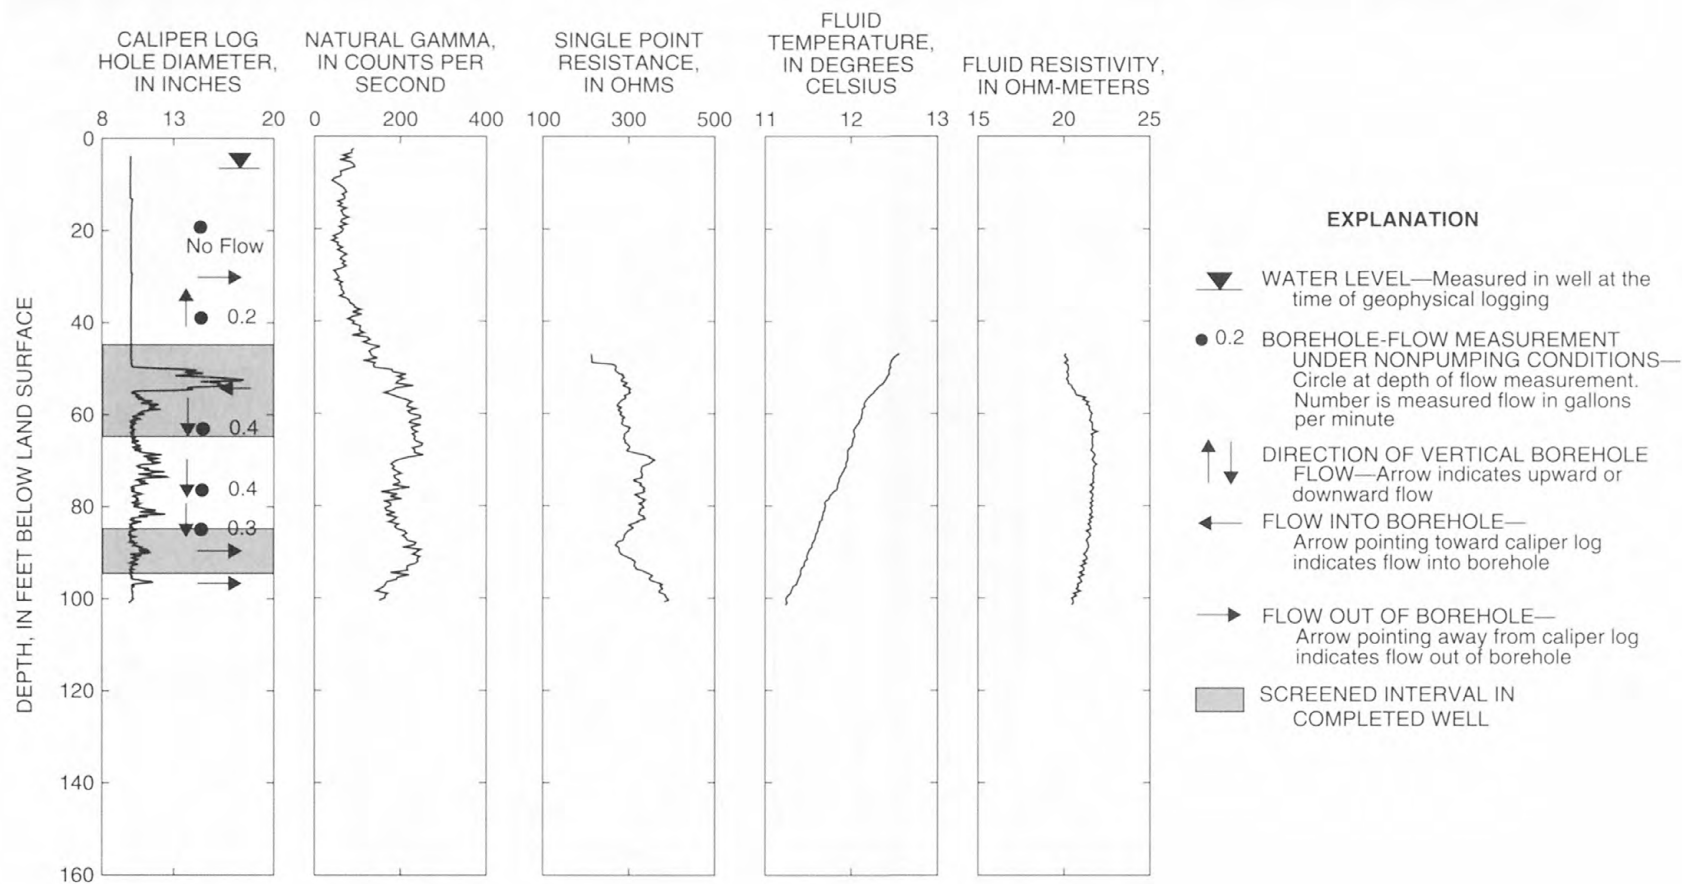 CALIPER LOG
HOLE DIAMETER,
IN INCHES
8 13 20
NATURAL GAMMA,
IN COUNTS PER
SECOND
0 200 400
SINGLE POINT
RESISTANCE,
IN OHMS
100 300 500
FLUID
TEMPERATURE,
IN DEGREES
CELSIUS
11 12 13
FLUID RESISTIVITY,
IN OHM-METERS
15 20 25
DEPTH, IN FEET BELOW LAND SURFACE
0
20
40
60
80
100
120
140
160
No Flow
0.2
0.4
0.4
0.3
EXPLANATION
WATER LEVEL—Measured in well at the
time of geophysical logging
0.2 BOREHOLE-FLOW MEASUREMENT
UNDER NONPUMPING CONDITIONS—
Circle at depth of flow measurement.
Number is measured flow in gallons
per minute
DIRECTION OF VERTICAL BOREHOLE
FLOW—Arrow indicates upward or
downward flow
FLOW INTO BOREHOLE—
Arrow pointing toward caliper log
indicates flow into borehole
FLOW OUT OF BOREHOLE—
Arrow pointing away from caliper log
indicates flow out of borehole
SCREENED INTERVAL IN
COMPLETED WELL